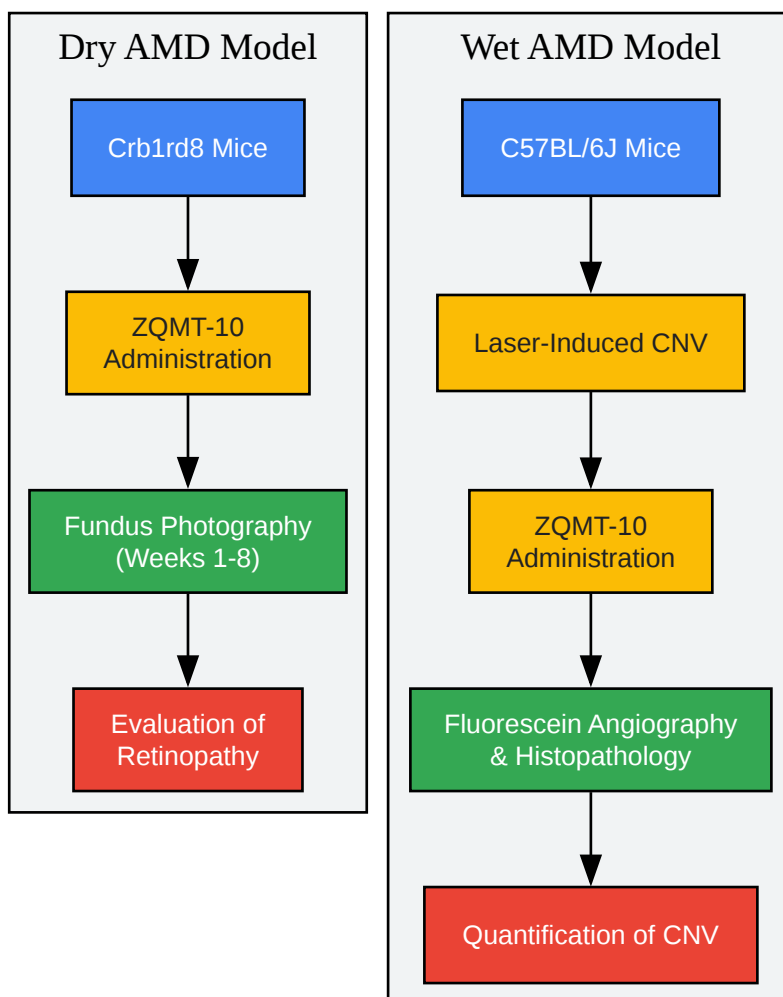 Dry AMD Model
Crb1rd8 Mice
ZQMT-10
Administration
Fundus Photography
(Weeks 1-8)
Evaluation of
Retinopathy
Wet AMD Model
C57BL/6J Mice
Laser-Induced CNV
ZQMT-10
Administration
Fluorescein Angiography
& Histopathology
Quantification of CNV